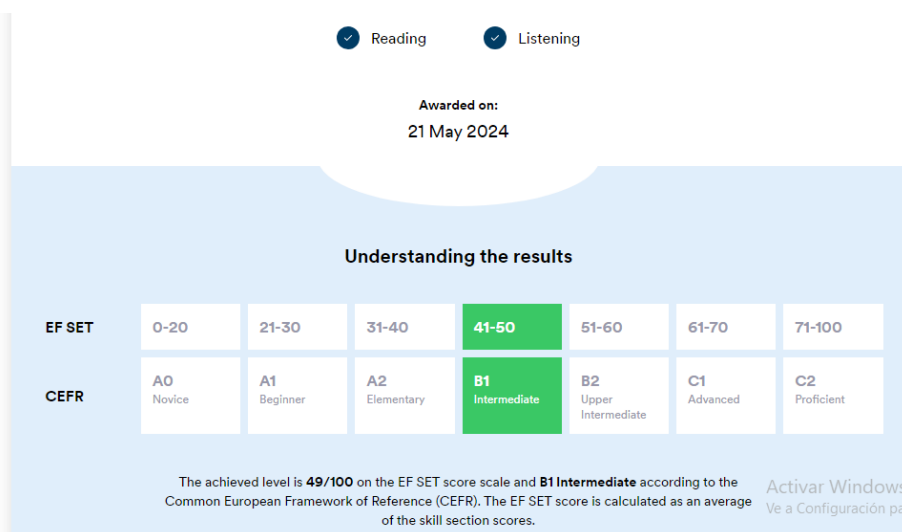 Reading Listening
Awarded on:
21 May 2024
Understanding the results
EF SET 0-20 21-30 31-40 41-50 51-60 61-70 71-100
CEFR A0 A1 A2 B1 B2 C1 C2
Novice Beginner Elementary Intermediate Upper Advanced Proficient
Intermediate
The achieved level is 49/100 on the EF SET score scale and B1 Intermediate according to the
Common European Framework of Reference (CEFR). The EF SET score is calculated as an average
of the skill section scores.
Activar Windows
Ve a Configuración pa